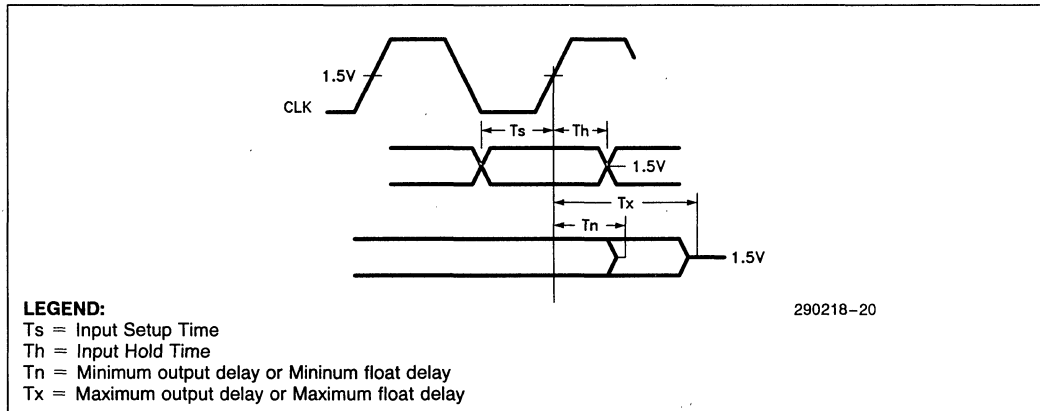 1.5V
CLK
Ts
Th
1.5V
Tx
Tn
1.5V
LEGEND:
290218-20
Ts = Input Setup Time
Th = Input Hold Time
Tn = Minimum output delay or Mininum float delay
Tx = Maximum output delay or Maximum float delay